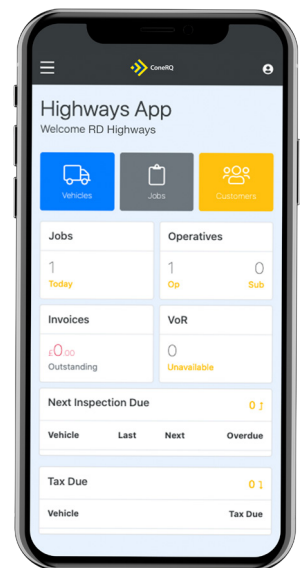 ConeRQ
Highways App
Welcome RD Highways
Vehicles
Jobs
Customers
Jobs
Operatives
1
1
0
Today
Op
Sub
Invoices
VoR
£0.00
0
Outstanding
Unavailable
Next Inspection Due
0
Vehicle Last Next Overdue
Tax Due
0
Vehicle Tax Due